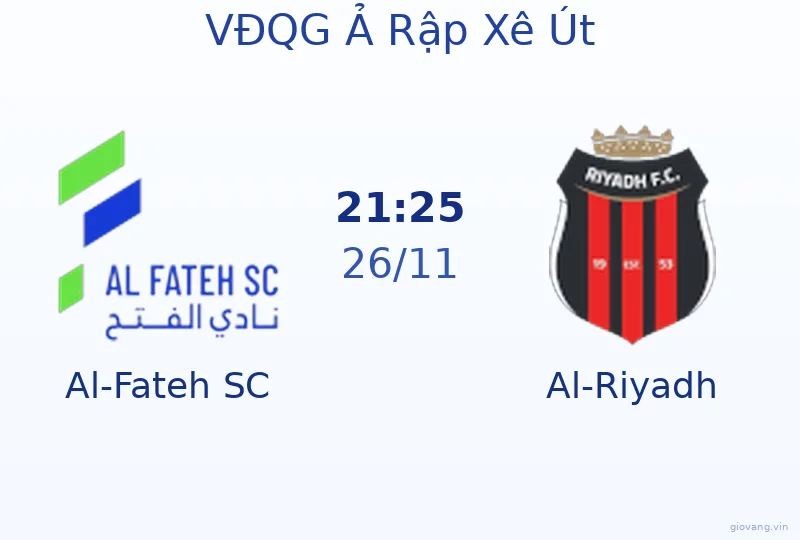 VĐQG Ả Rập Xê Út
RIYADH F.C.
21:25
26/11
19 EST. 53
AL FATEH SC
نادي الفتح
Al-Fateh SC
Al-Riyadh
giovang.vin